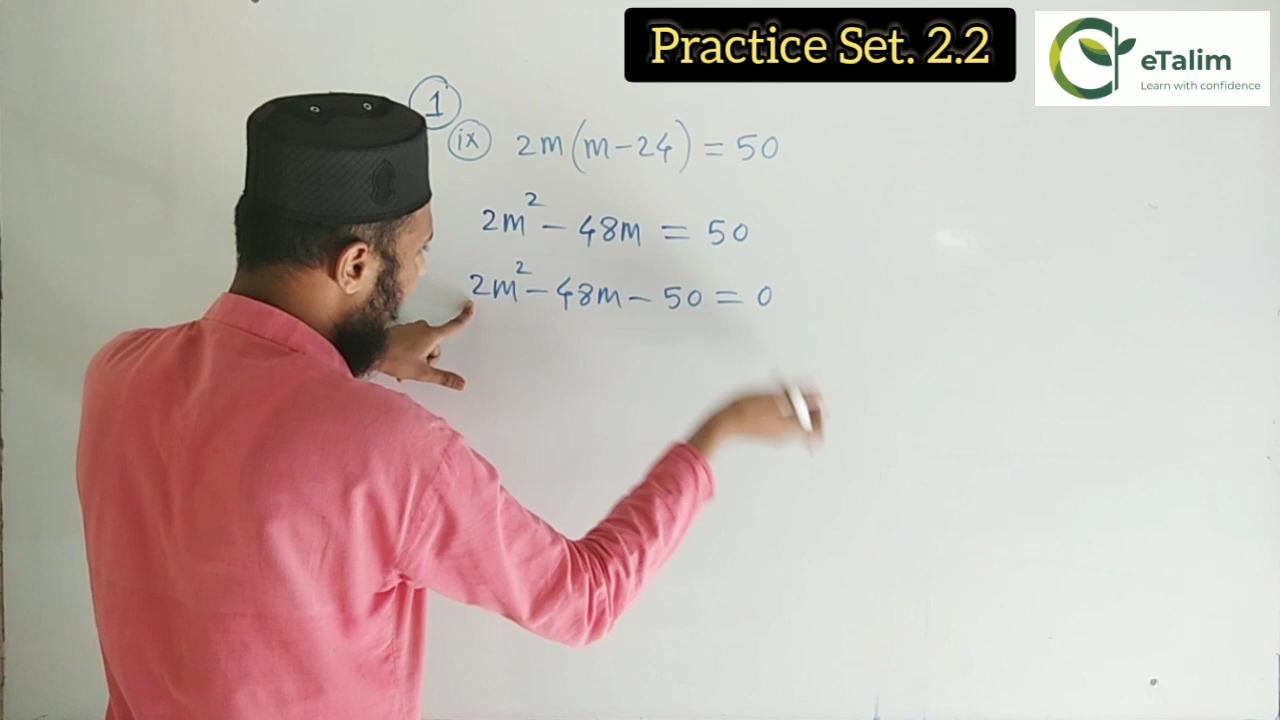 Practice Set. 2.2
eTalim
Learn with confidence
1
ix 2m(m-24) = 50
2m² - 48m = 50
2m² - 48m - 50 = 0